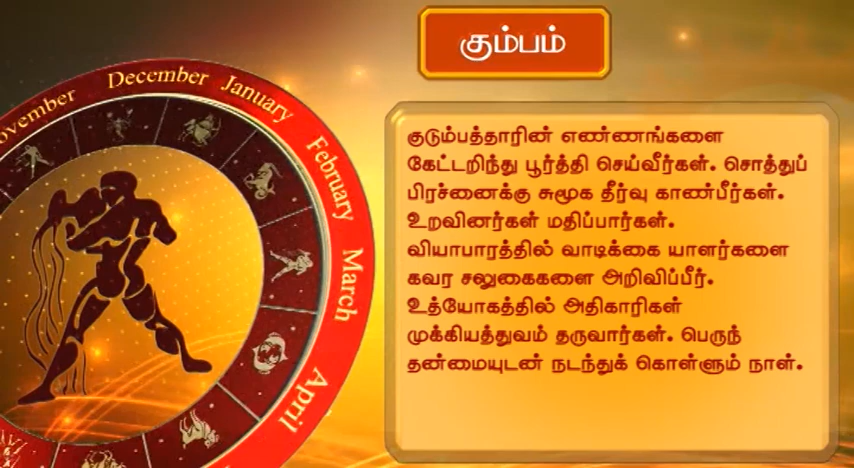 கும்பம்
December
January
ovember
February
March
April
குடும்பத்தாரின் எண்ணங்களை
கேட்டறிந்து பூர்த்தி செய்வீர்கள். சொத்துப்
பிரச்னைக்கு சுமூக தீர்வு காண்பீர்கள்.
உறவினர்கள் மதிப்பார்கள்.
வியாபாரத்தில் வாடிக்கை யாளர்களை
கவர சலுகைகளை அறிவிப்பீர்.
உத்யோகத்தில் அதிகாரிகள்
முக்கியத்துவம் தருவார்கள். பெருந்
தன்மையுடன் நடந்துக் கொள்ளும் நாள்.